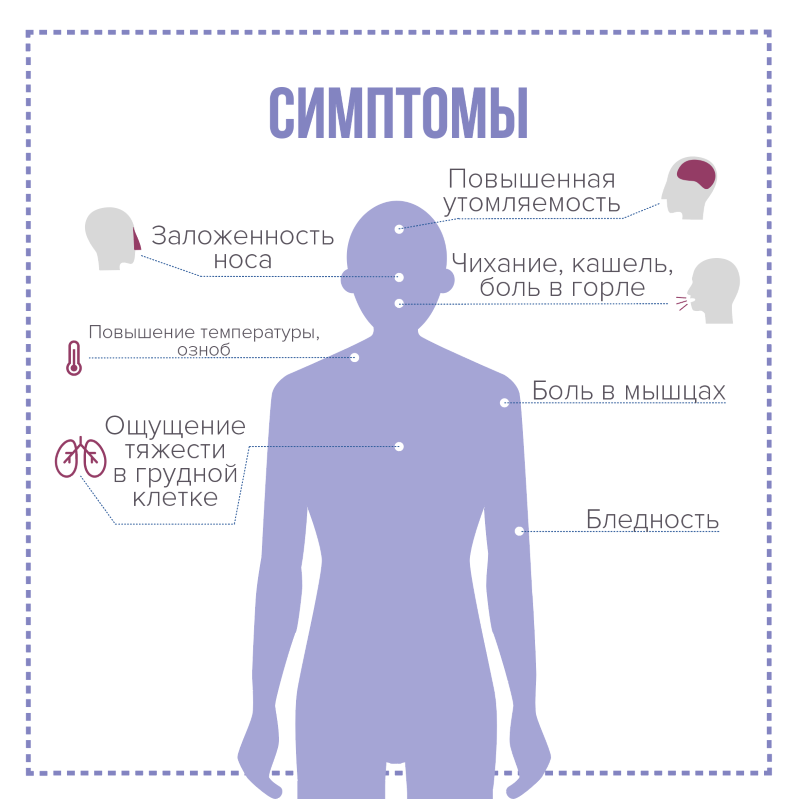 СИМПТОМЫ
Повышенная
утомляемость
Заложенность
носа
Чихание, кашель,
боль в горле
Повышение температуры,
озноб
Боль в мышцах
Ощущение
тяжести
в грудной
клетке
Бледность